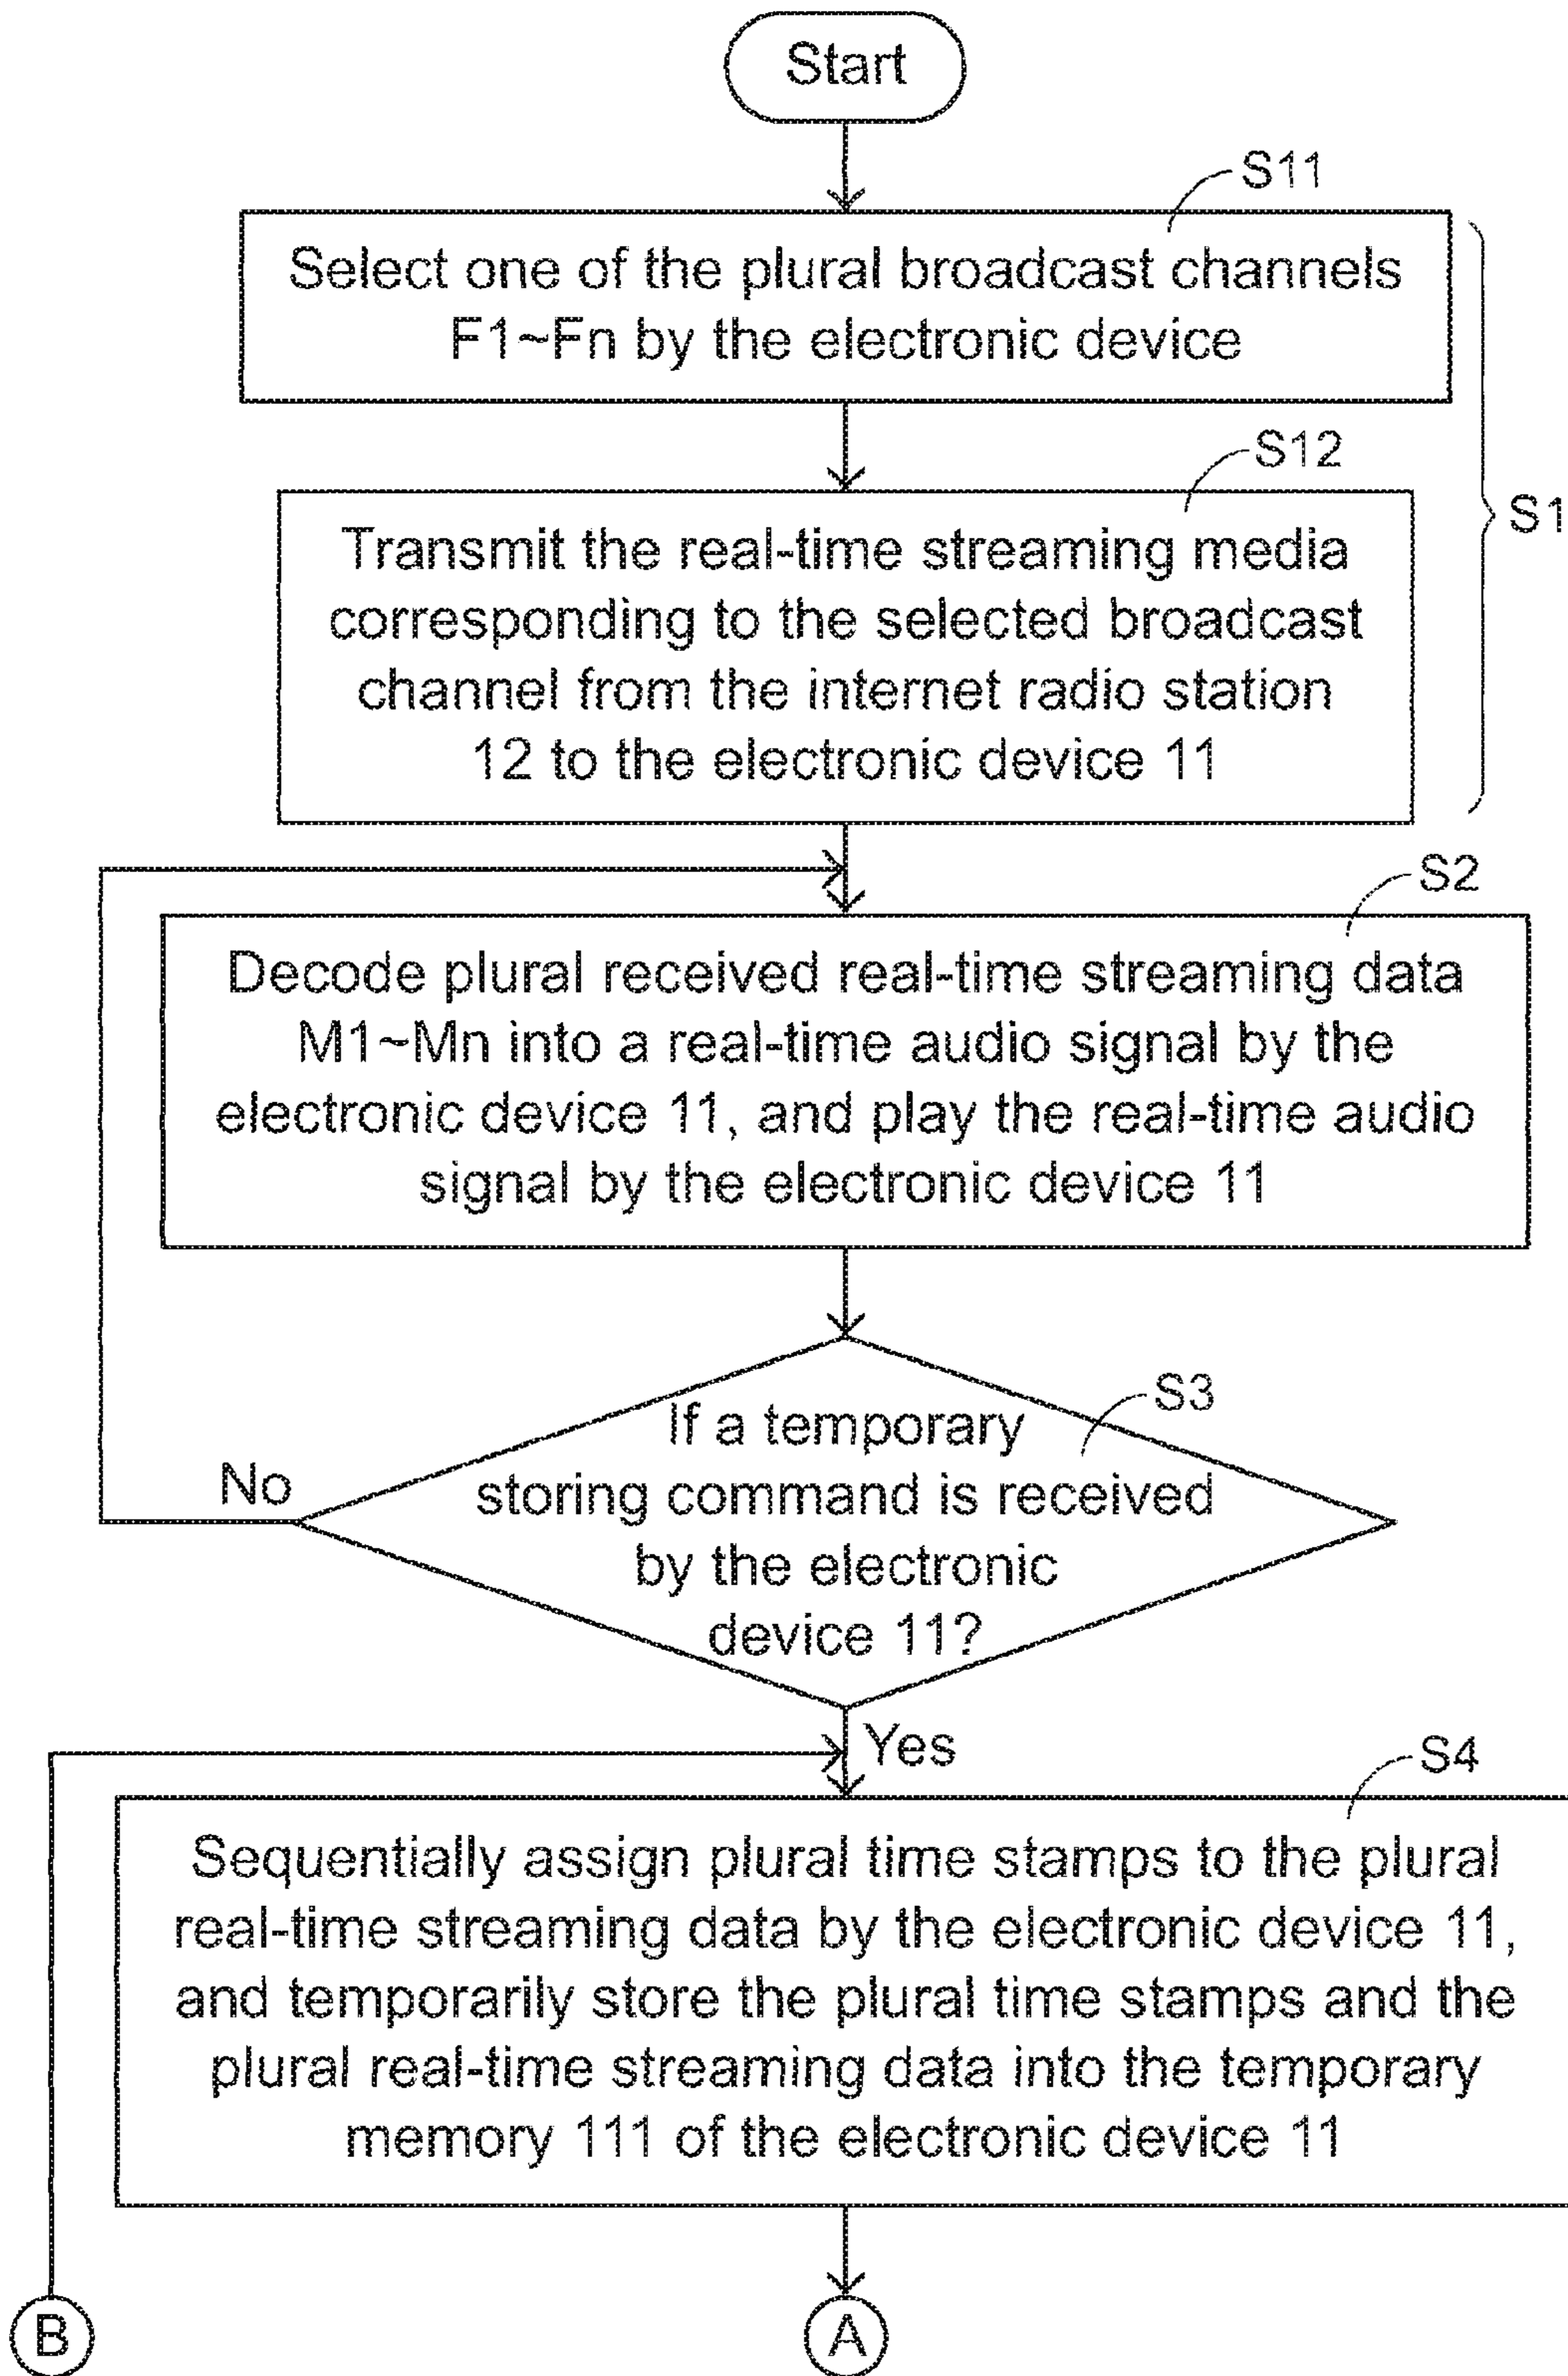 Start
S11
Select one of the plural broadcast channels
F1~Fn by the electronic device
S12
S1
Transmit the real-time streaming media
corresponding to the selected broadcast
channel from the internet radio station
12 to the electronic device 11
S2
Decode plural received real-time streaming data
M1~Mn into a real-time audio signal by the
electronic device 11, and play the real-time audio
signal by the electronic device 11
S3
If a temporary
storing command is received
by the electronic
device 11?
No
Yes
S4
Sequentially assign plural time stamps to the plural
real-time streaming data by the electronic device 11,
and temporarily store the plural time stamps and the
plural real-time streaming data into the temporary
memory 111 of the electronic device 11
B
A